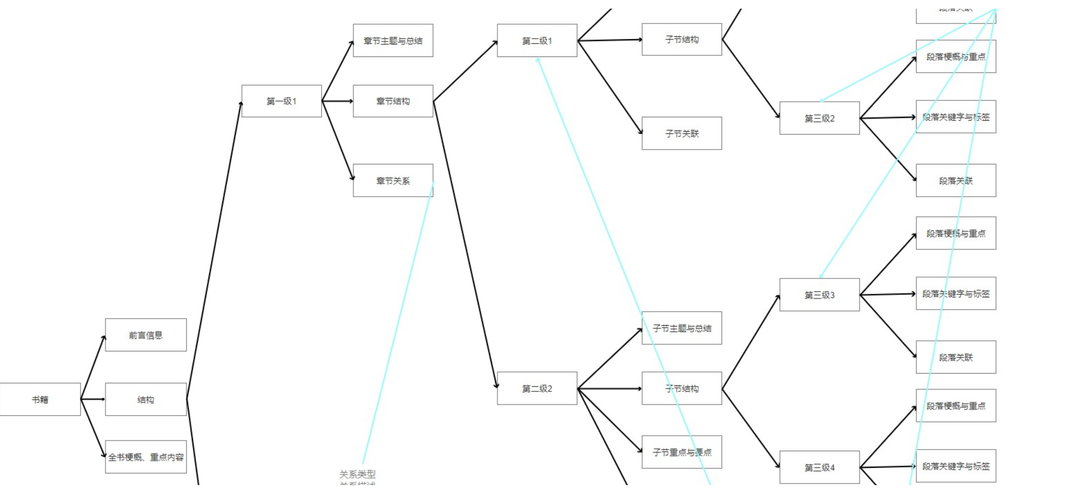 段落关联
章节主题与总结
第二级1
子节结构
段落梗概与重点
第一级1
章节结构
第三级2
段落关键字与标签
子节关联
章节关系
段落关联
段落梗概与重点
第三级3
段落关键字与标签
前言信息
子节主题与总结
段落关联
书籍
结构
第二级2
子节结构
段落梗概与重点
全书梗概、重点内容
子节重点与要点
第三级4
段落关键字与标签
关系类型
关系描述